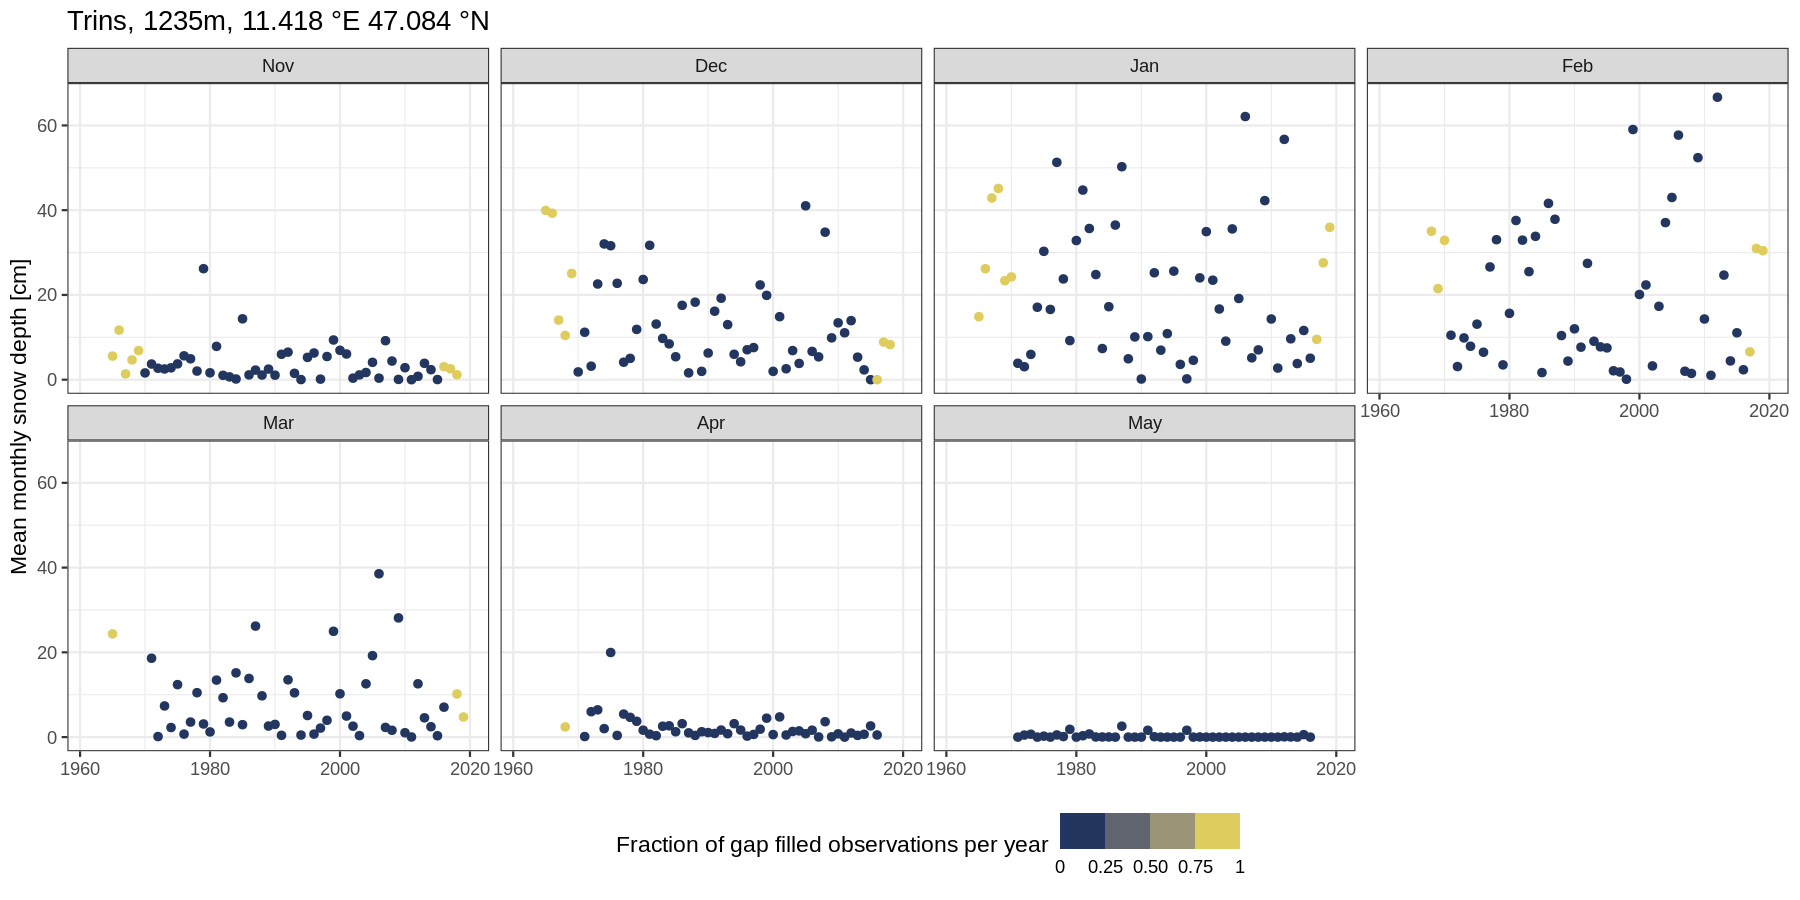 Trins, 1235m, 11.418 °E 47.084 °N
Nov Dec Jan Feb
60
40
20
0
1960 1980 2000 2020
Mean monthly snow depth [cm]
Mar Apr May
60
40
20
0
1960 1980 2000 2020 1960 1980 2000 2020 1960 1980 2000 2020
Fraction of gap filled observations per year
0 0.25 0.50 0.75 1